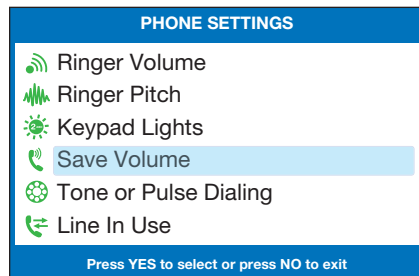 PHONE SETTINGS
Ringer Volume
Ringer Pitch
Keypad Lights
Save Volume
Tone or Pulse Dialing
Line In Use
Press YES to select or press NO to exit